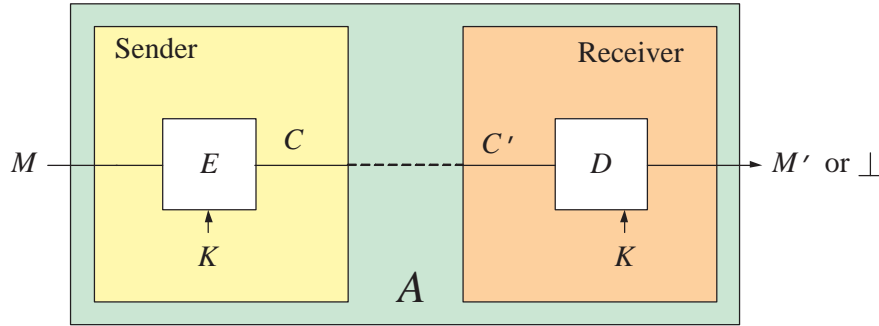 Sender
Receiver
M E C C′ D M′ or ⊥
K K
A